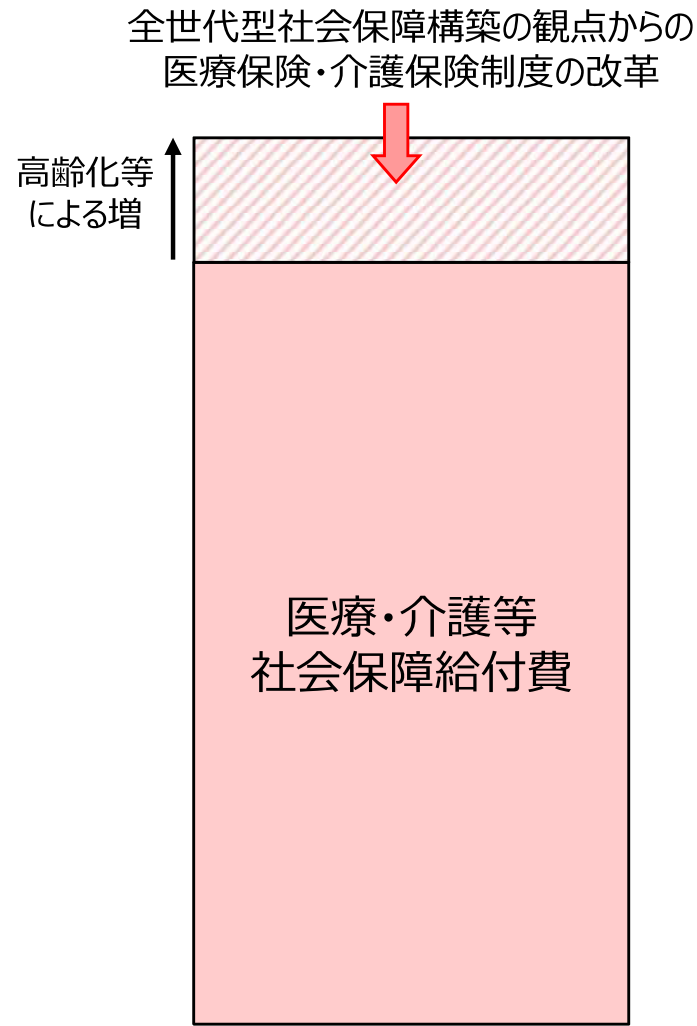 全世代型社会保障構築の観点からの
医療保険・介護保険制度の改革
高齢化等
による増
医療・介護等
社会保障給付費